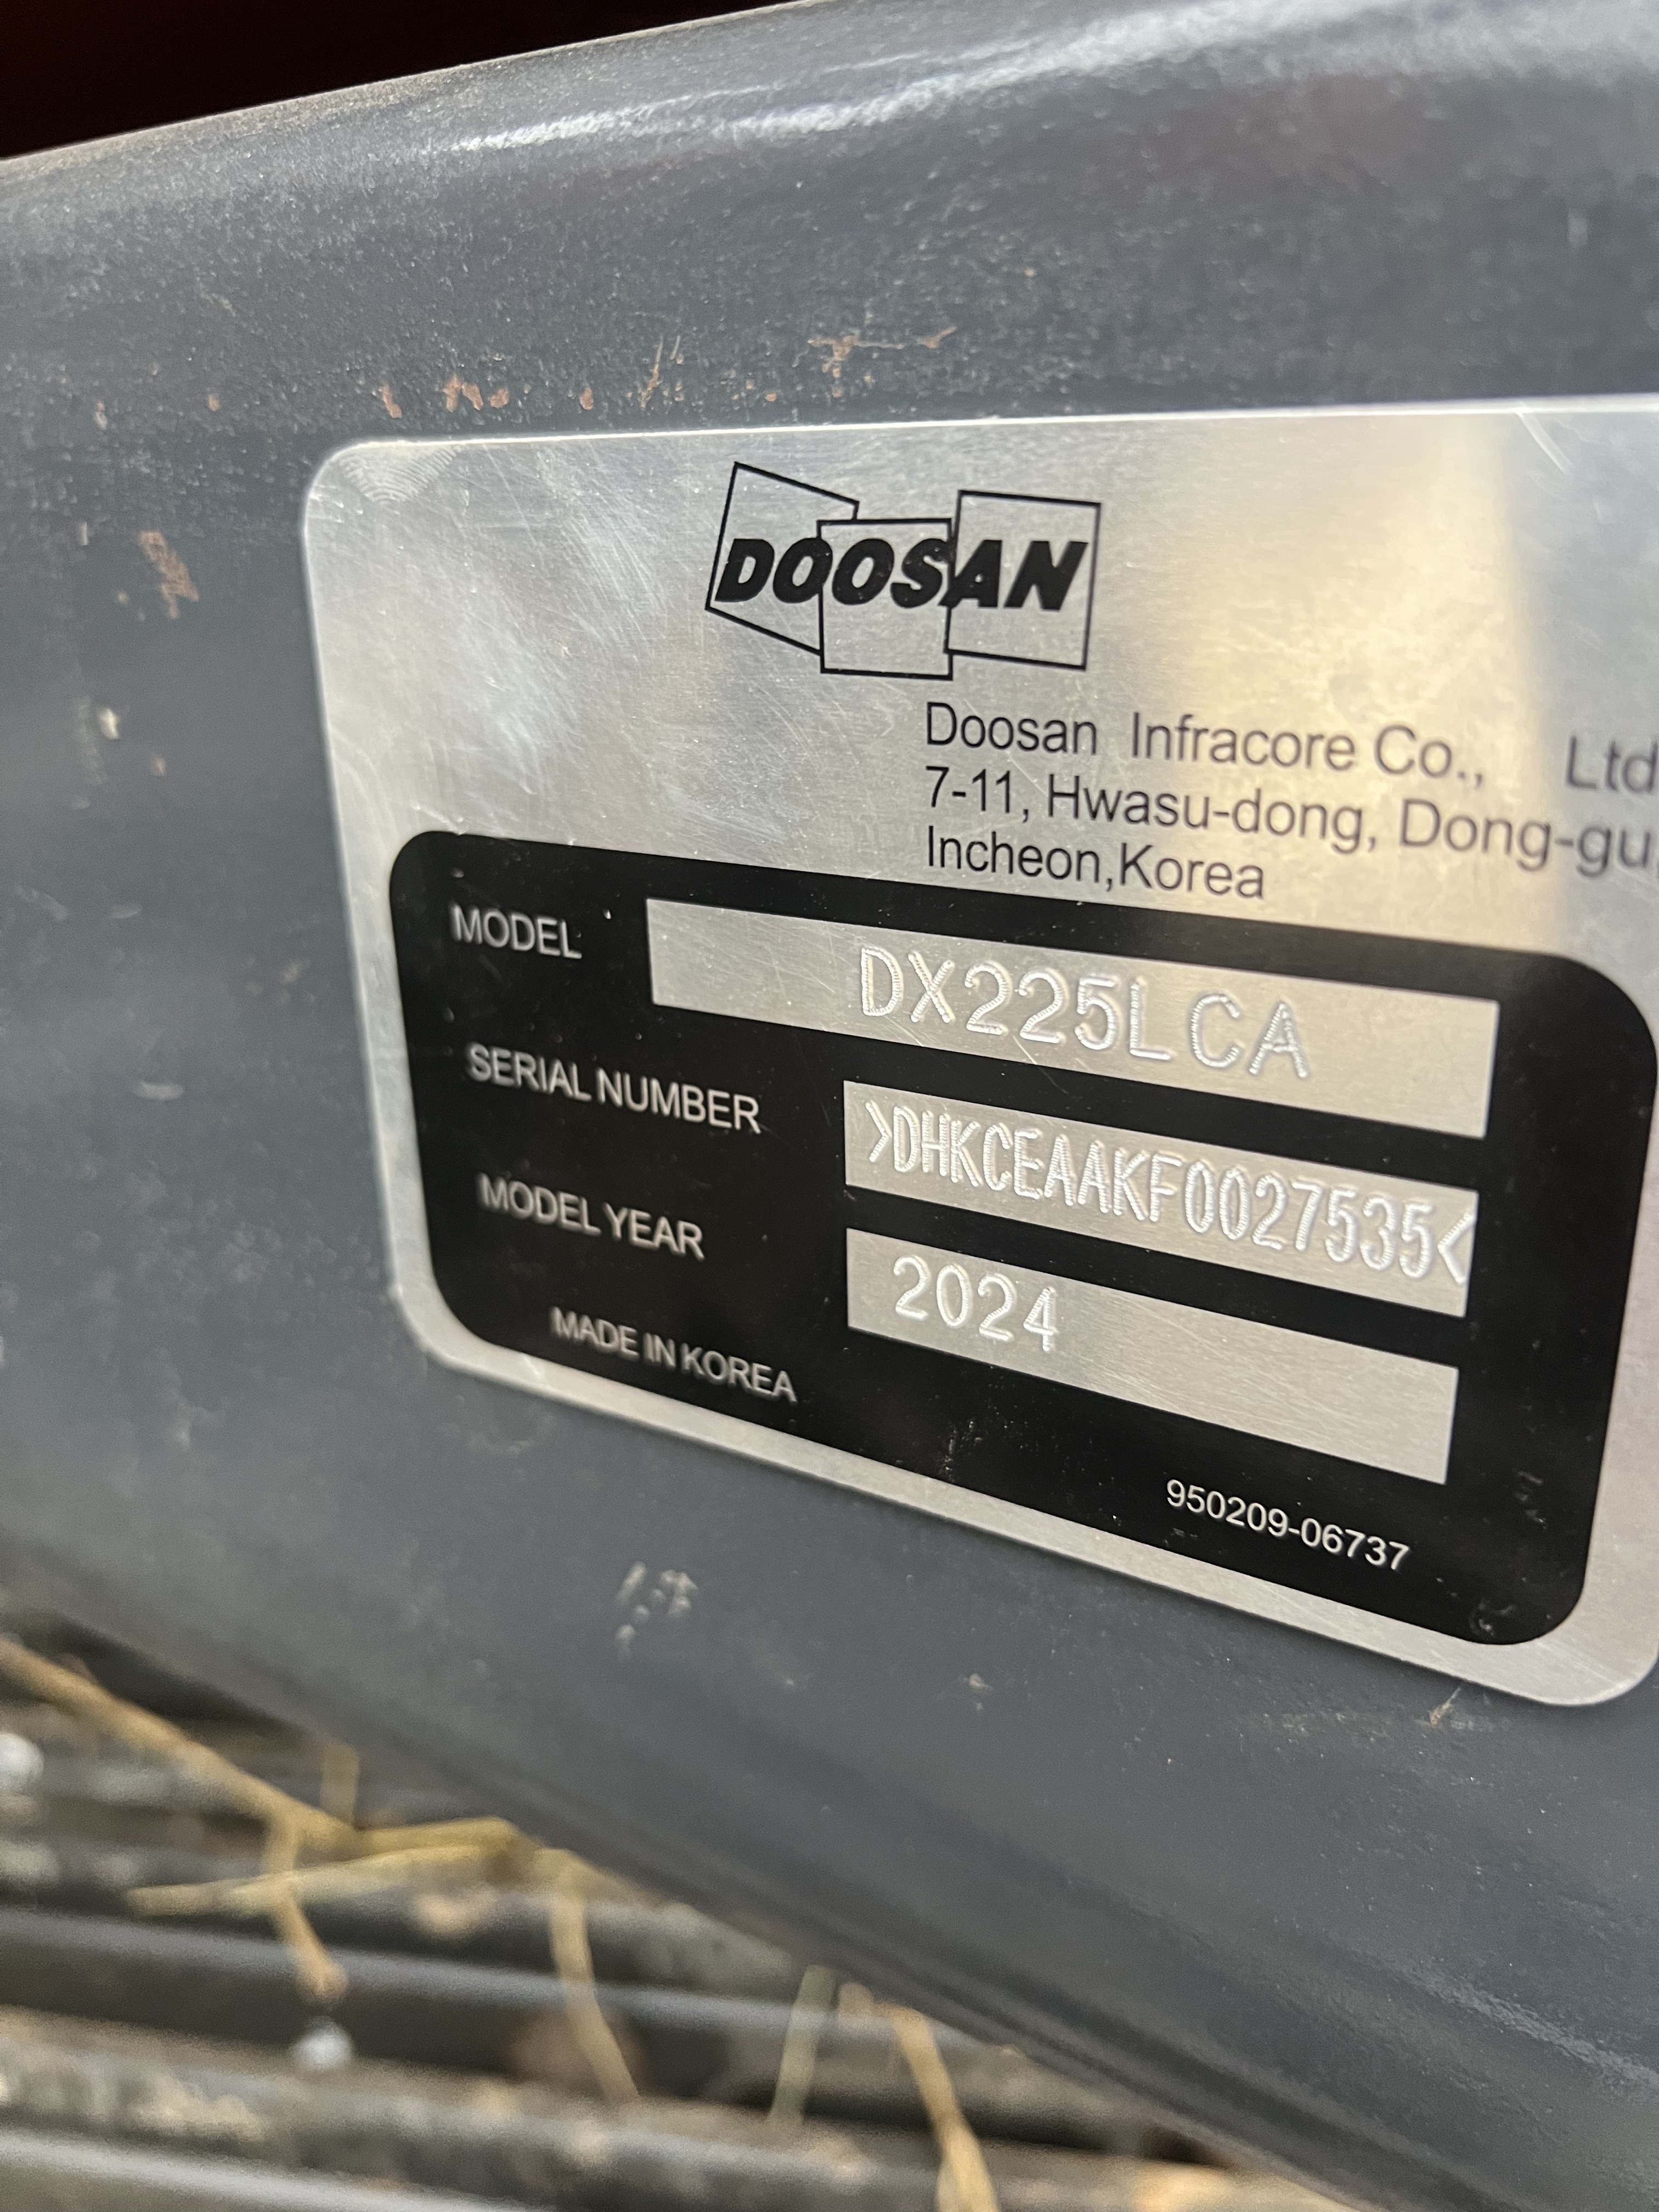 DOOSAN
Doosan Infracore Co., Ltd
7-11, Hwasu-dong, Dong-gu,
Incheon,Korea
MODEL DX225LCA
SERIAL NUMBER >DHKCEAAKF0027535<
MODEL YEAR 2024
MADE IN KOREA
950209-06737